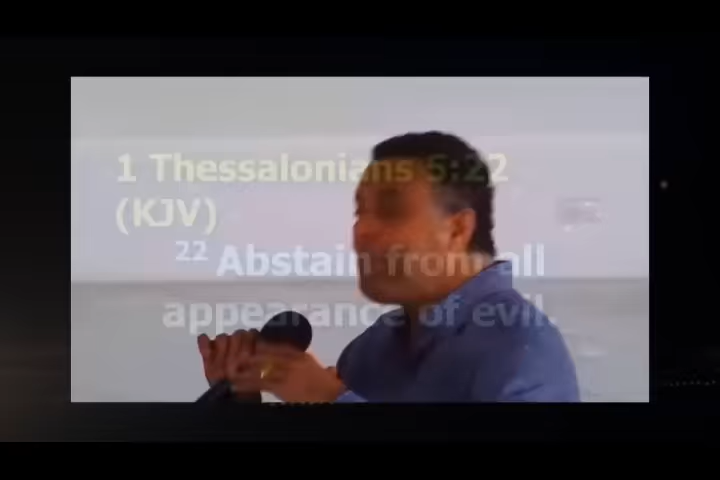 1 Thessalonians 5:22
(KJV)
22 Abstain from all
appearance of evil.